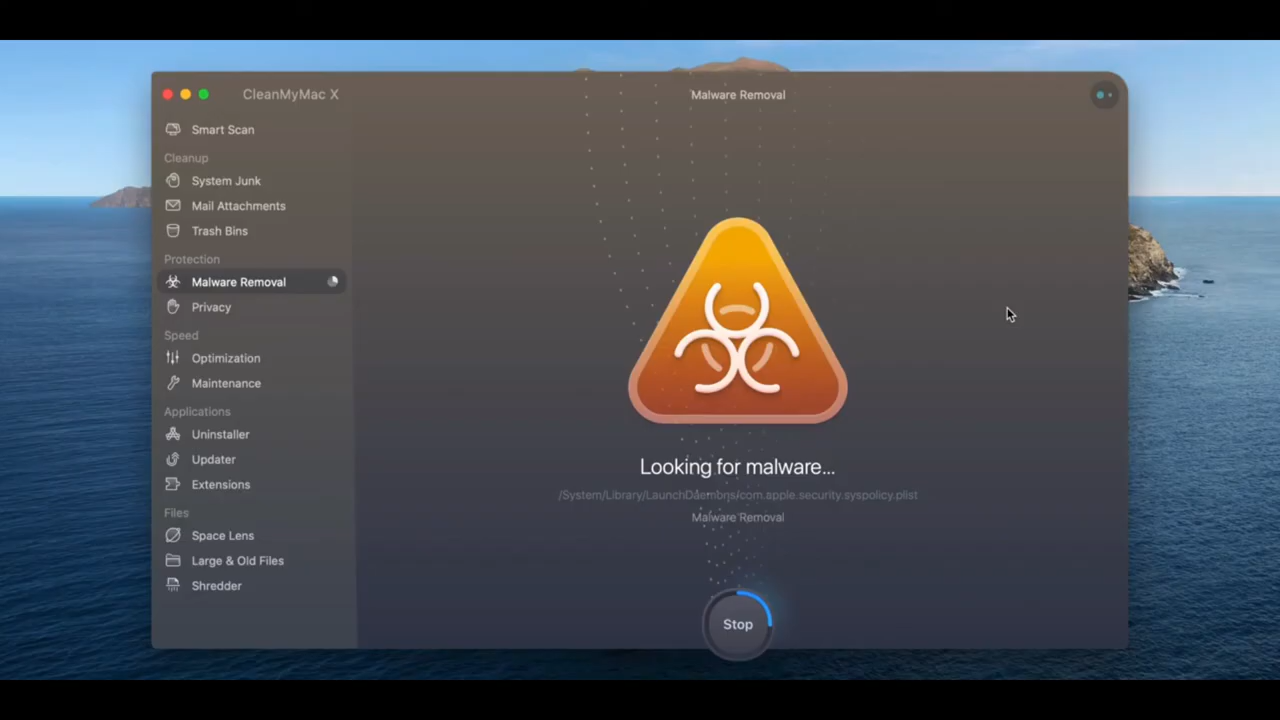 CleanMyMac X
Malware Removal
Smart Scan
Cleanup
System Junk
Mail Attachments
Trash Bins
Protection
Malware Removal
Privacy
Speed
Optimization
Maintenance
Applications
Uninstaller
Updater
Extensions
Files
Space Lens
Large & Old Files
Shredder
Looking for malware...
/System/Library/LaunchDaemons/com.apple.security.syspolicy.plist
Malware Removal
Stop